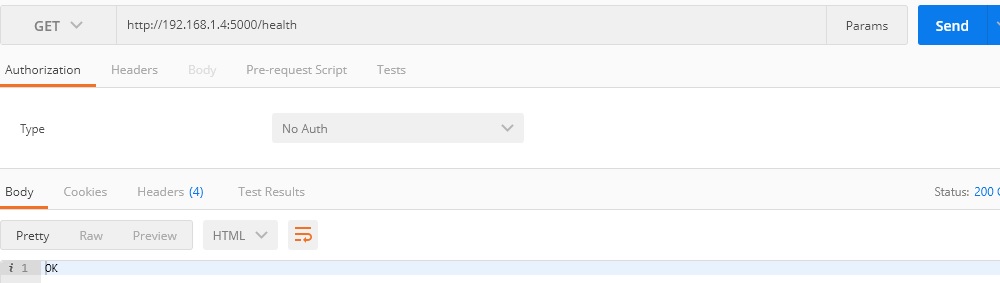 GET http://192.168.1.4:5000/health Params Send
Authorization Headers Body Pre-request Script Tests
Type No Auth
Body Cookies Headers (4) Test Results Status: 200
Pretty Raw Preview HTML
i 1 OK